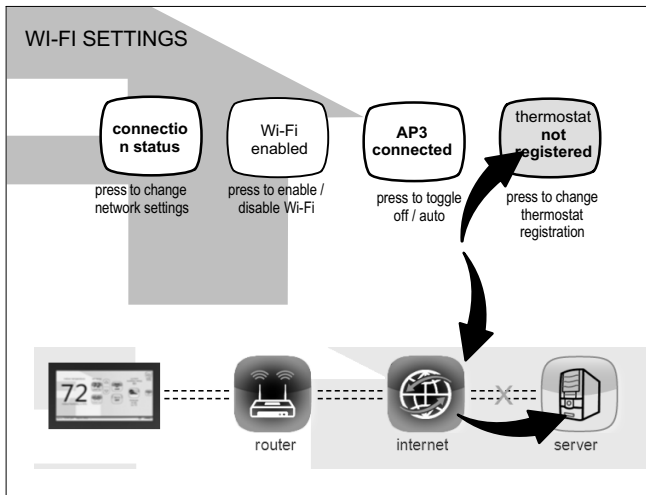 WI-FI SETTINGS
connectio
n status
Wi-Fi
enabled
AP3
connected
thermostat
not
registered
press to change
network settings
press to enable /
disable Wi-Fi
press to toggle
off / auto
press to change
thermostat
registration
72
router
internet
server